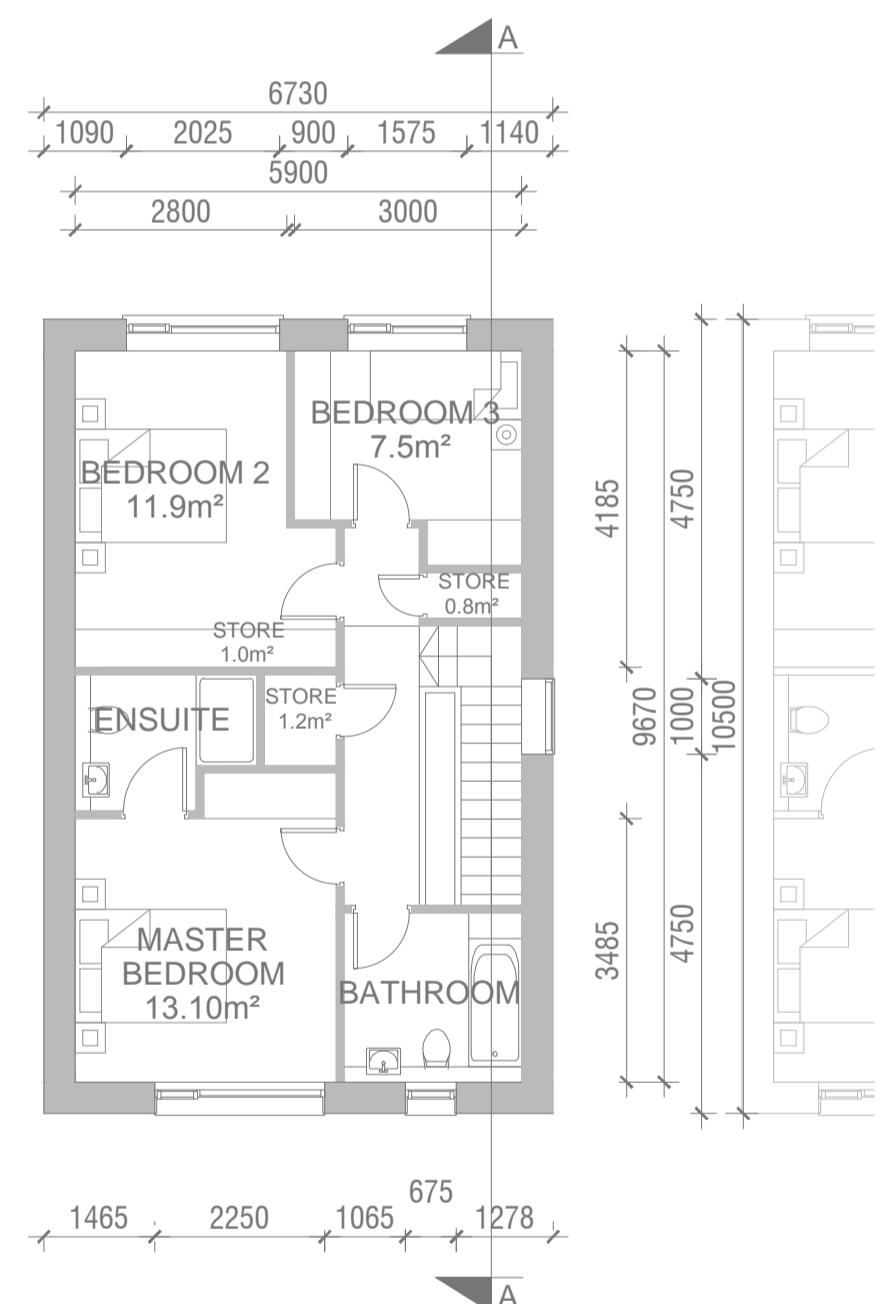 A
6730
1090 2025 900 1575 1140
5900
2800 3000
BEDROOM 3
7.5m²
BEDROOM 2
11.9m²
4185
4750
STORE
0.8m²
STORE
1.0m²
STORE
1.2m²
ENSUITE
9670
1000
10500
MASTER
BEDROOM
13.10m²
BATHROOM
3485
4750
675
1465 2250 1065 1278
A